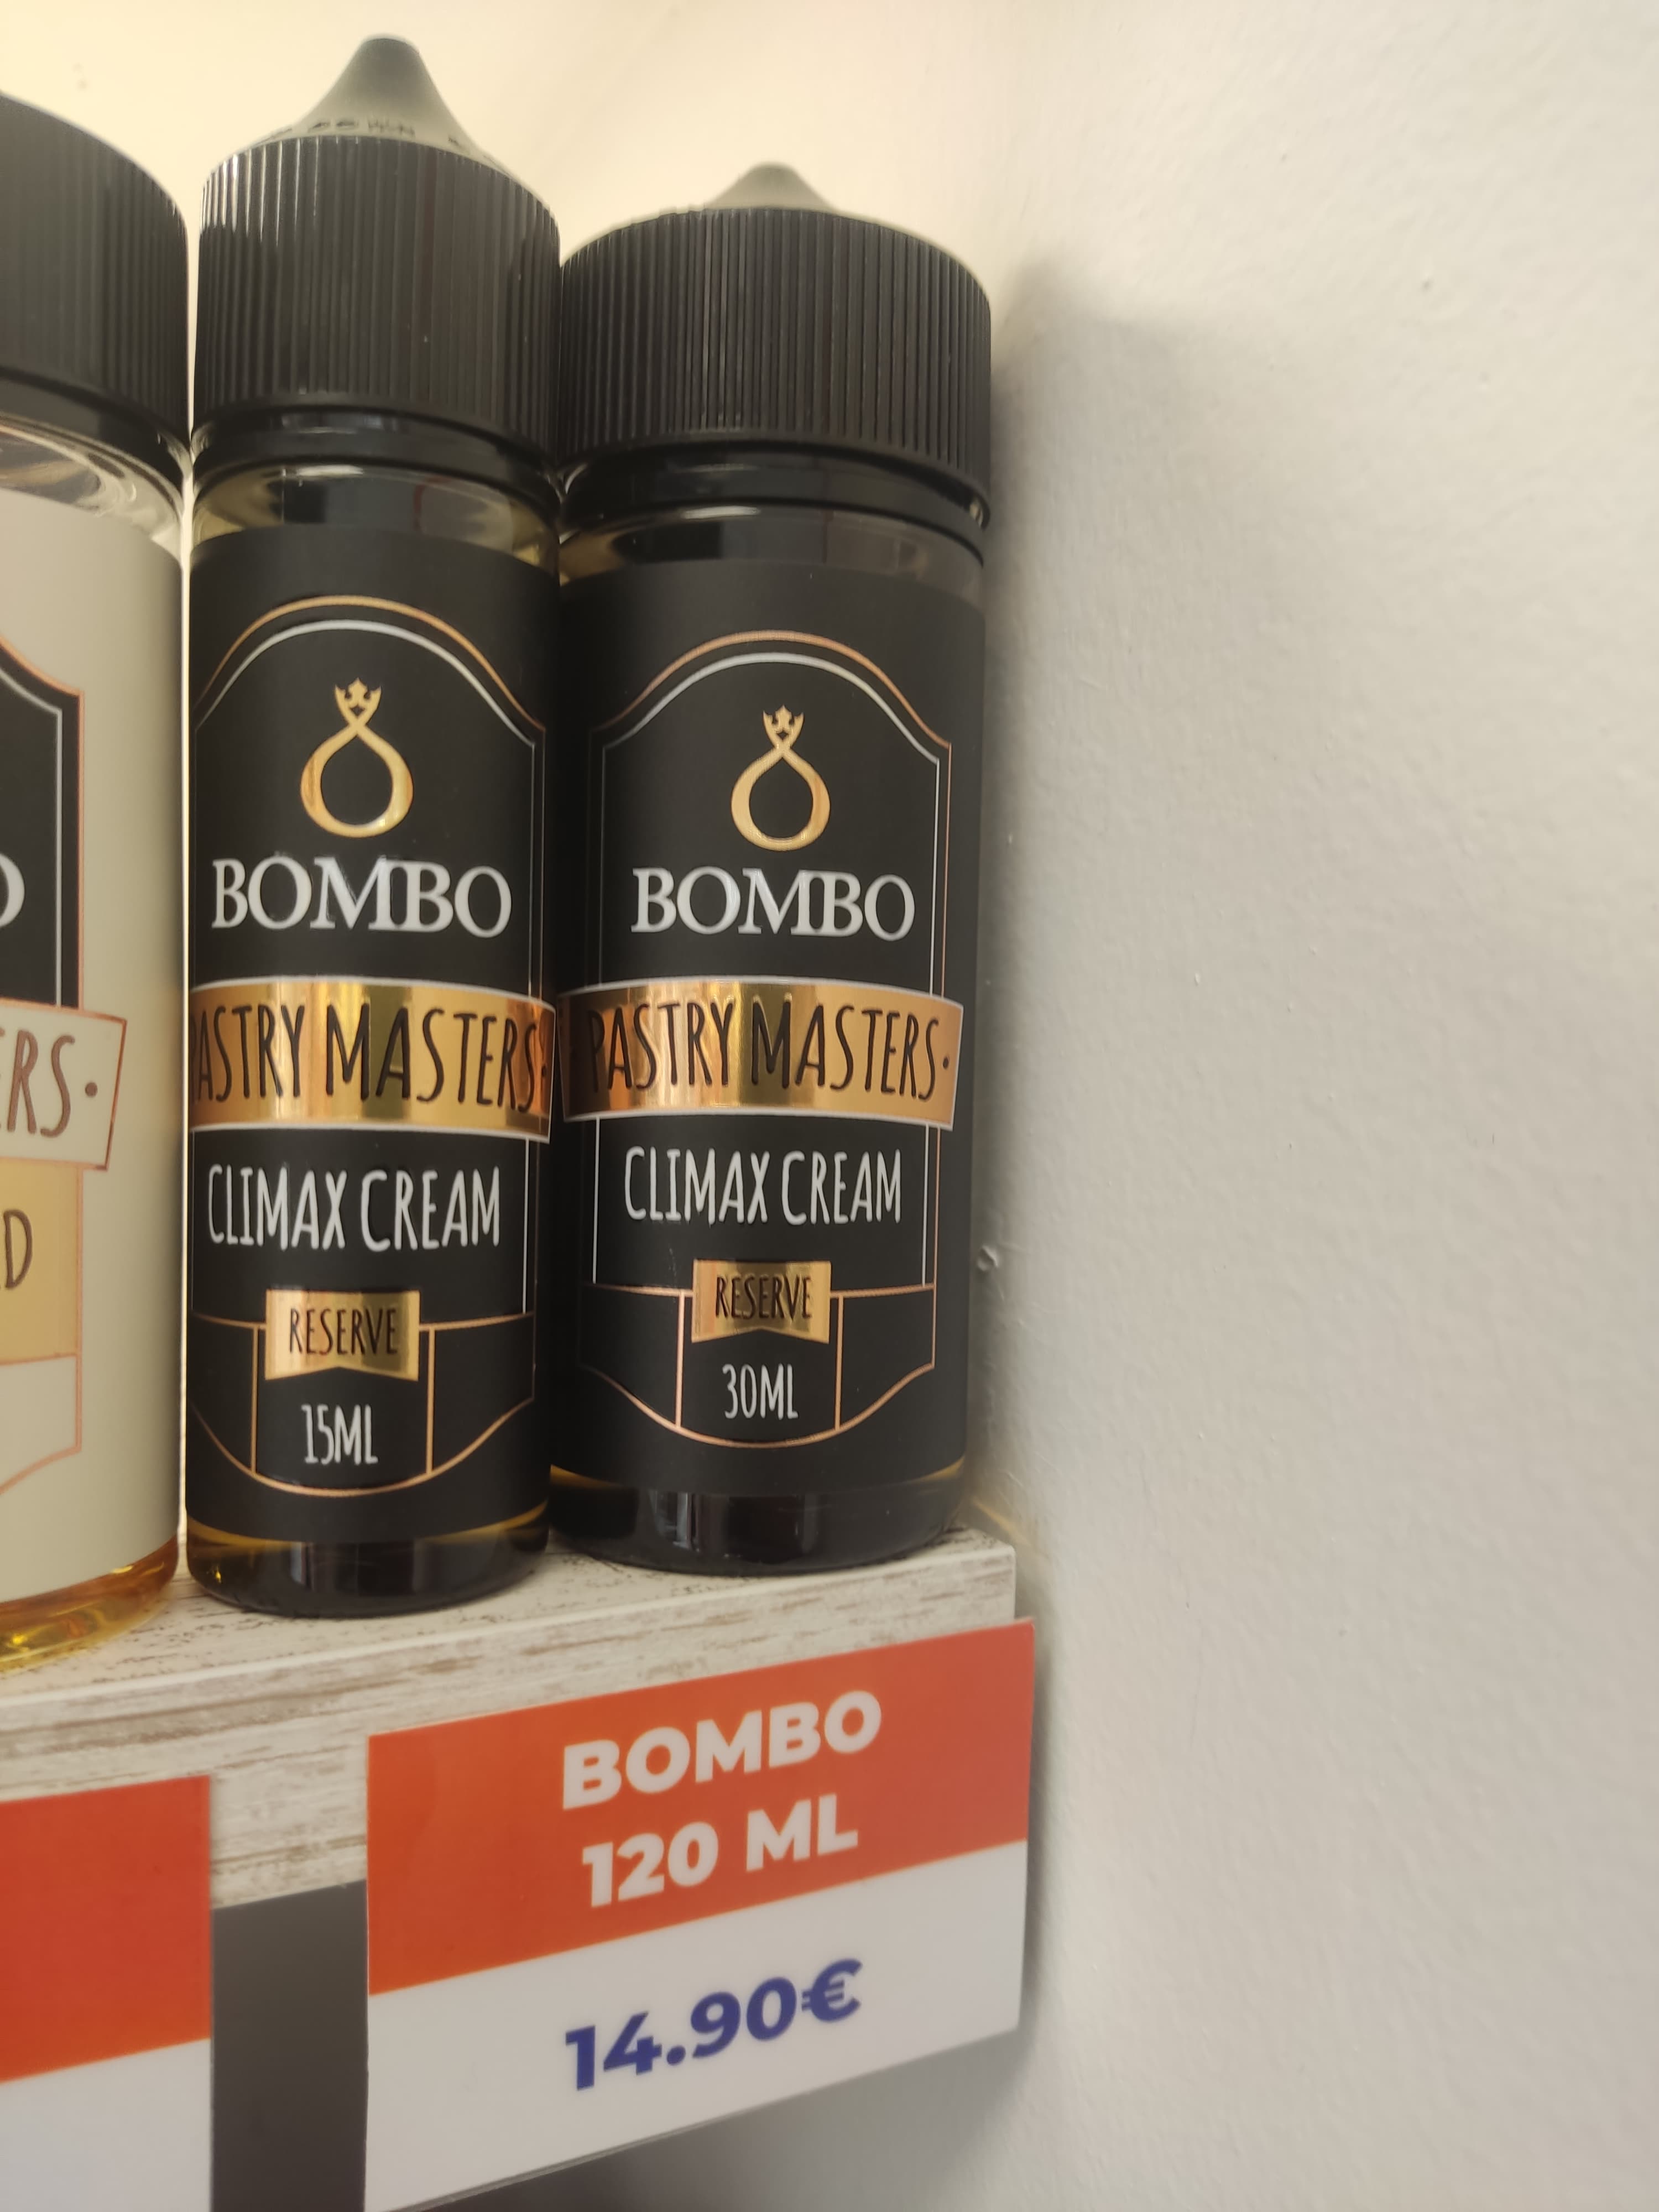 BOMBO
PASTRY MASTERS
CLIMAX CREAM
RESERVE
15ML
BOMBO
PASTRY MASTERS·
CLIMAX CREAM
RESERVE
30ML
BOMBO
120 ML
14.90€